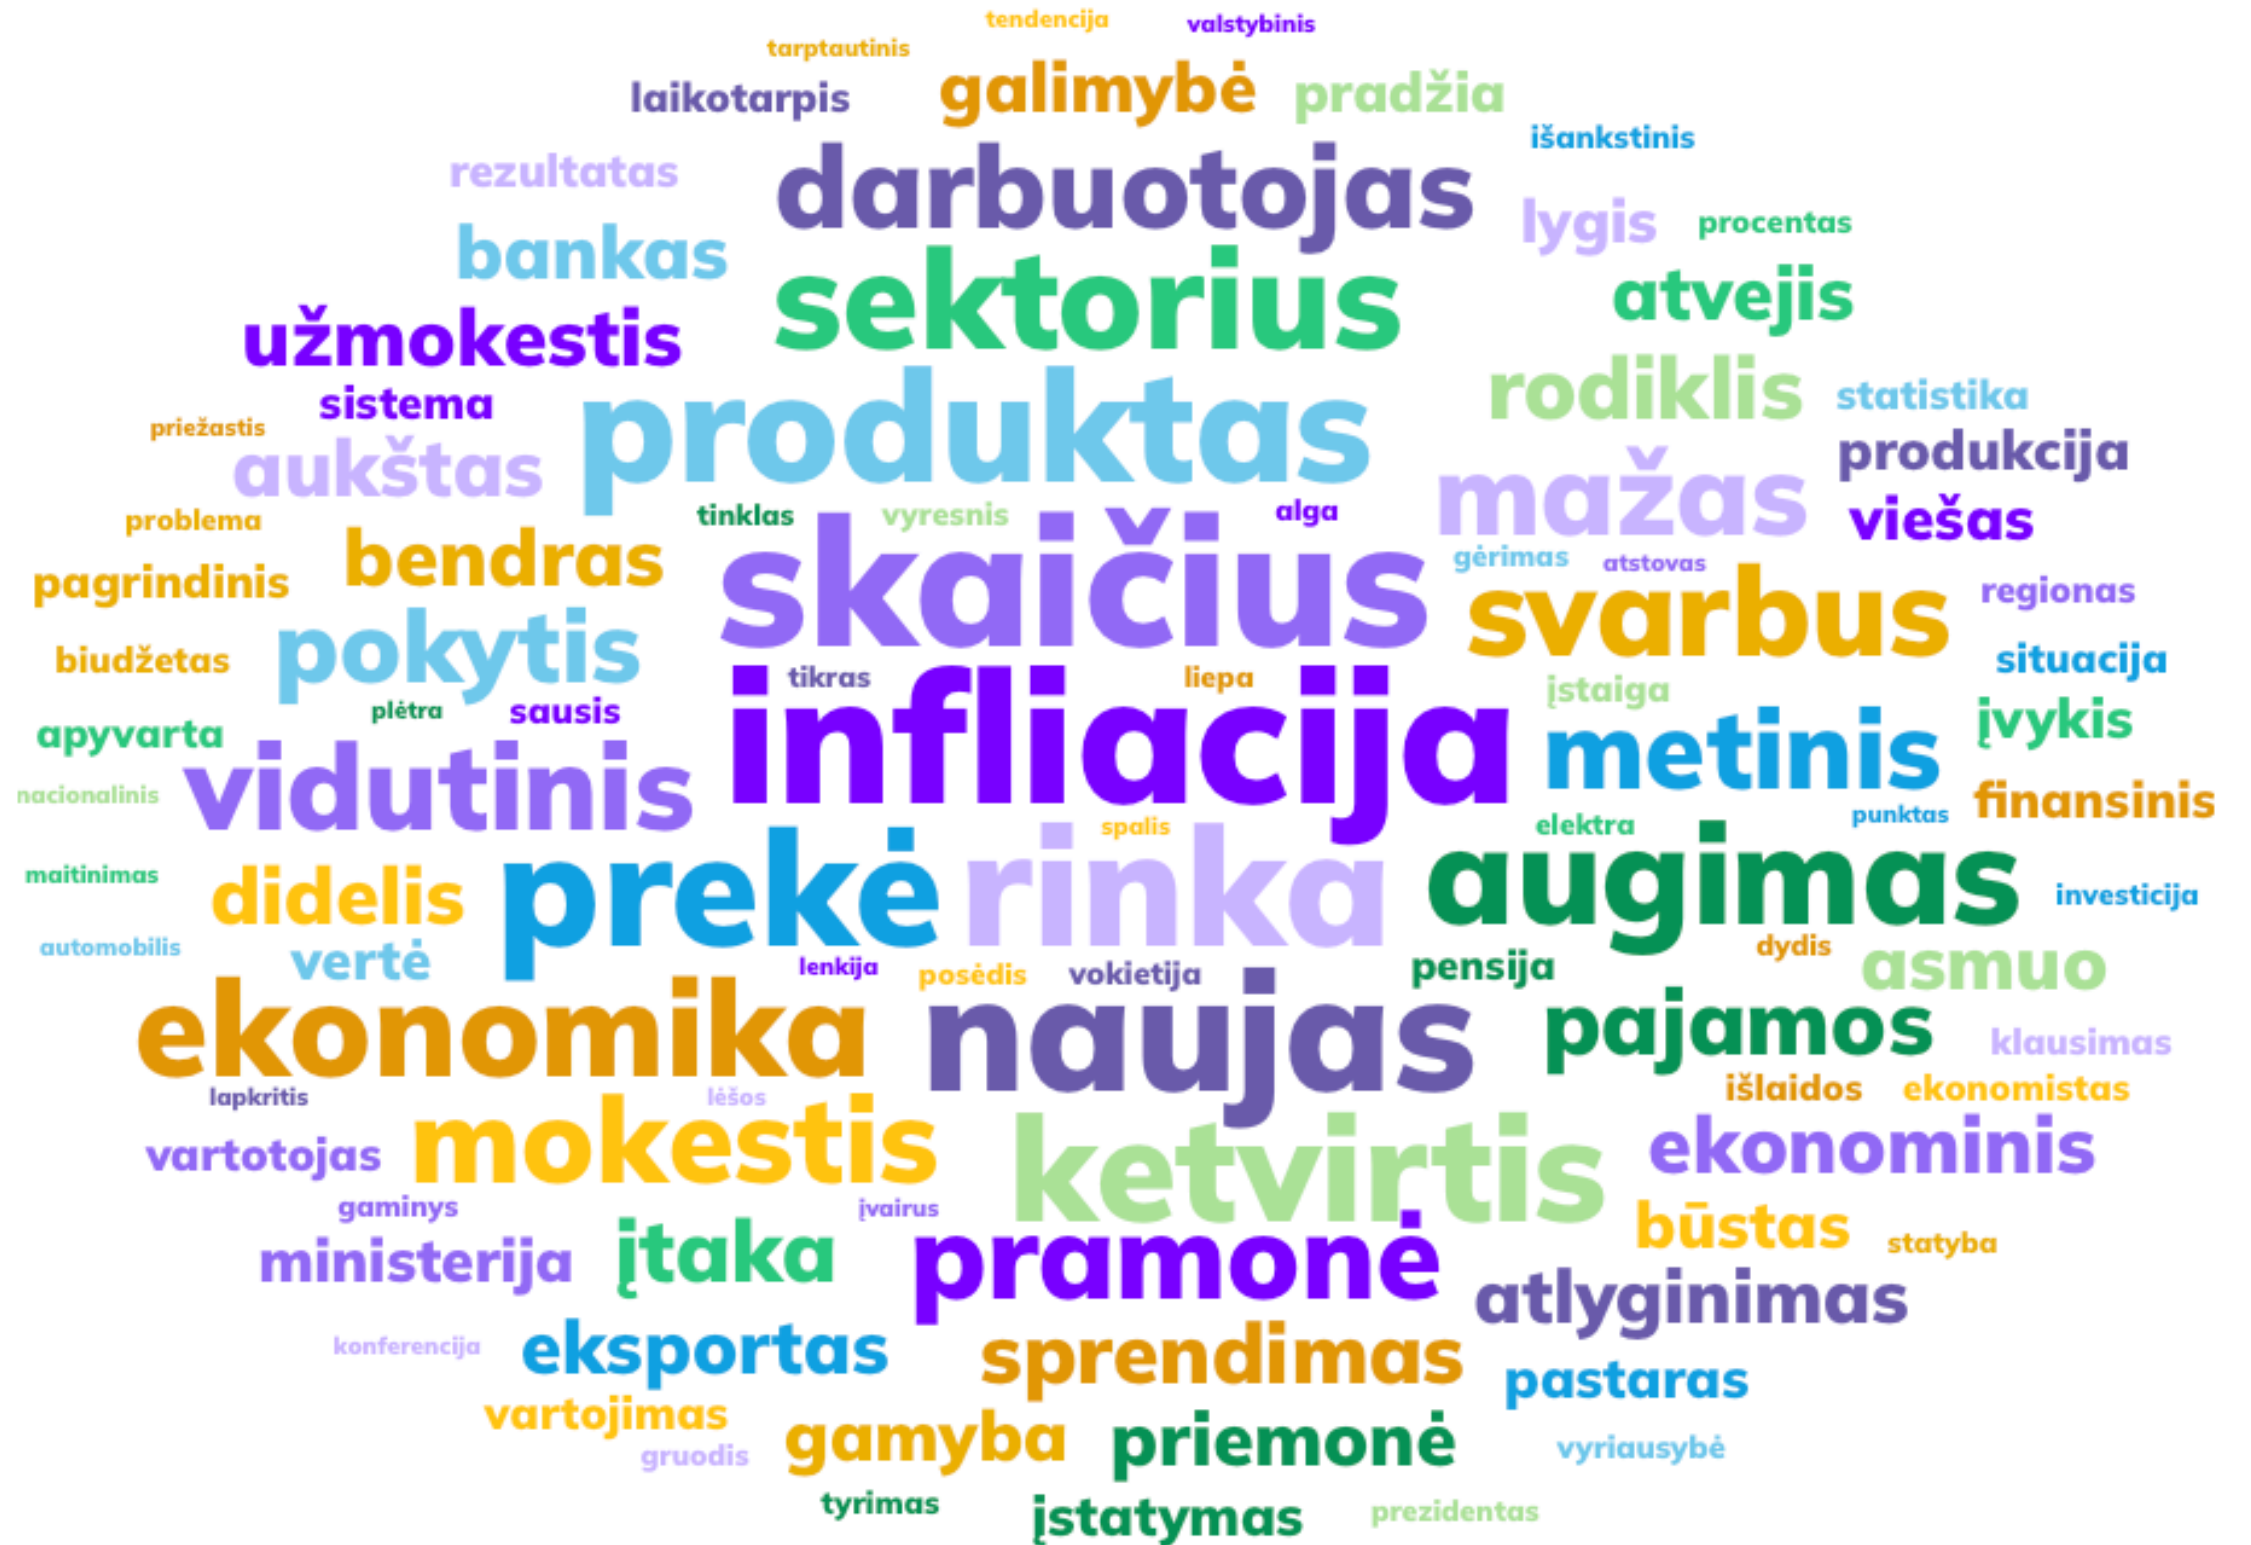 tendencija valstybinis
tarptautinis
laikotarpis galimybė pradžia
išankstinis
rezultatas darbuotojas
lygis procentas
bankas sektorius atvejis
užmokestis
sistema produktas rodiklis statistika
priežastis
aukštas mažas produkcija
problema tinklas vyresnis alga viešas
bendras skaičius gėrimas atstovas
pagrindinis svarbus regionas
biudžetas pokytis situacija
tikras liepa įstaiga
plėtra sausis infliacija
apyvarta metinis įvykis
nacionalinis vidutinis finansinis
spalis elektra punktas
maitinimas didelis prekė rinka augimas investicija
automobilis vertė dydis
lenkija posėdis vokietija pensija asmuo
ekonomika naujas pajamos klausimas
lapkritis lėšos išlaidos ekonomistas
vartotojas mokestis ketvirtis ekonominis
gaminys įvairus
ministerija įtaka pramonė būstas statyba
atlyginimas
konferencija eksportas sprendimas
pastaras
vartojimas gamyba priemonė
gruodis vyriausybė
tyrimas įstatymas prezidentas